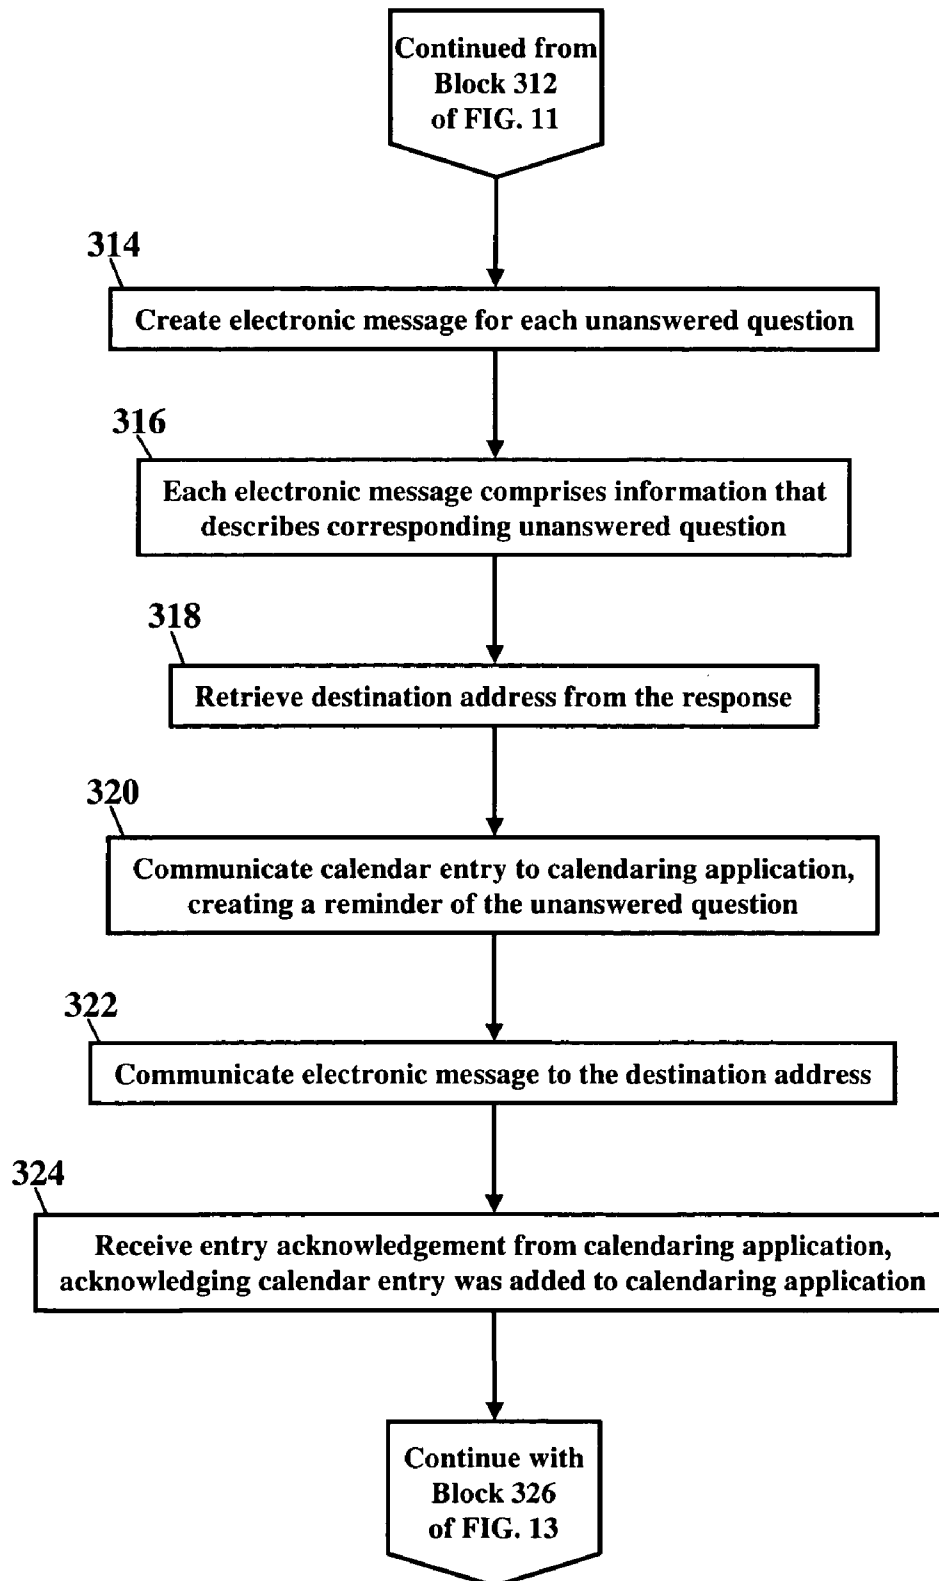 Continued from
Block 312
of FIG. 11
314
Create electronic message for each unanswered question
316
Each electronic message comprises information that
describes corresponding unanswered question
318
Retrieve destination address from the response
320
Communicate calendar entry to calendaring application,
creating a reminder of the unanswered question
322
Communicate electronic message to the destination address
324
Receive entry acknowledgement from calendaring application,
acknowledging calendar entry was added to calendaring application
Continue with
Block 326
of FIG. 13